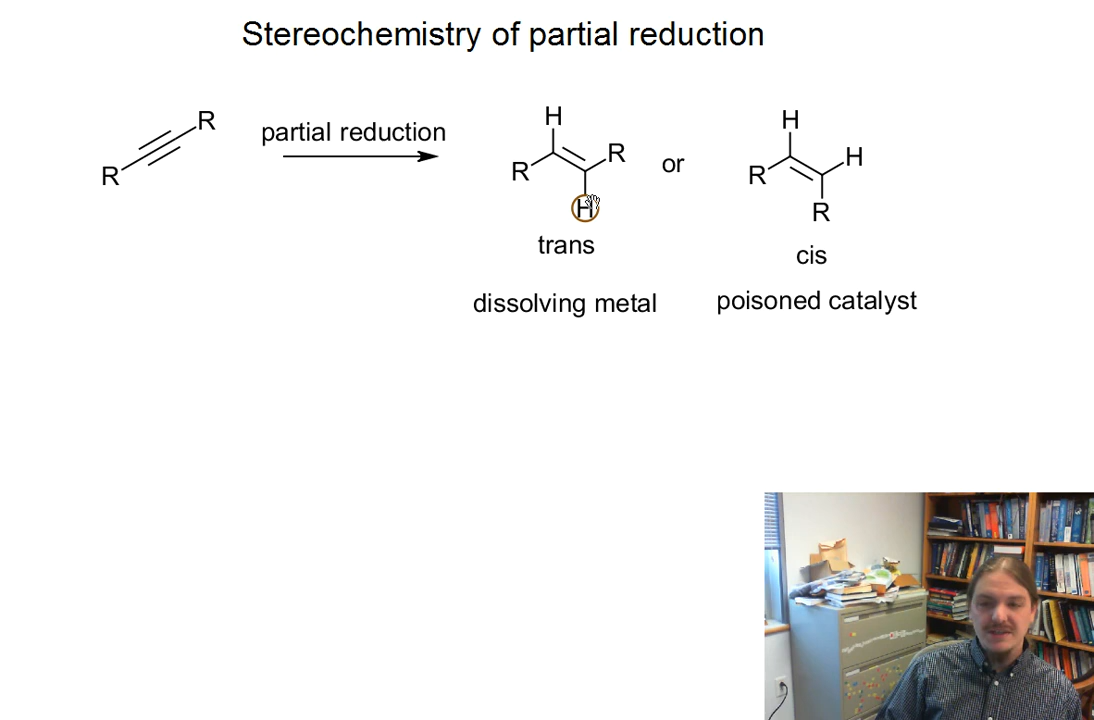 Stereochemistry of partial reduction
R
R
partial reduction
H
R
R
H
trans
or
H
R
H
R
cis
dissolving metal
poisoned catalyst